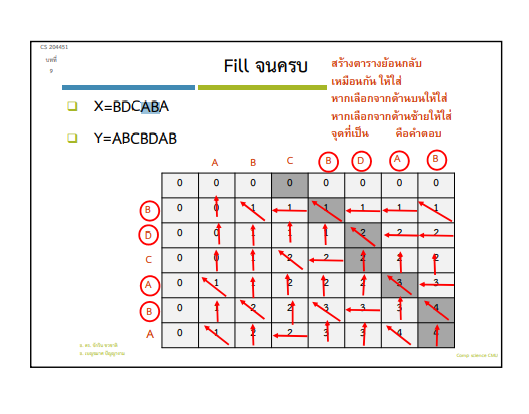 CS 204451
บทที่
9
Fill จนครบ
สร้างตารางย้อนกลับ
เหมือนกัน ให้ใส่
หากเลือกจากด้านบนให้ใส่
หากเลือกจากด้านซ้ายให้ใส่
จุดที่เป็น คือคำตอบ
X=BDCABA
Y=ABCBDAB
A B C B D A B
0 0 0 0 0 0 0 0
B 0 0 1 1 1 1 1 1
D 0 0 1 1 1 2 2 2
C 0 0 1 2 2 2 2 2
A 0 1 1 2 2 2 3 3
B 0 1 2 2 3 3 3 4
A 0 1 2 2 3 3 4 4
Comp science CMU